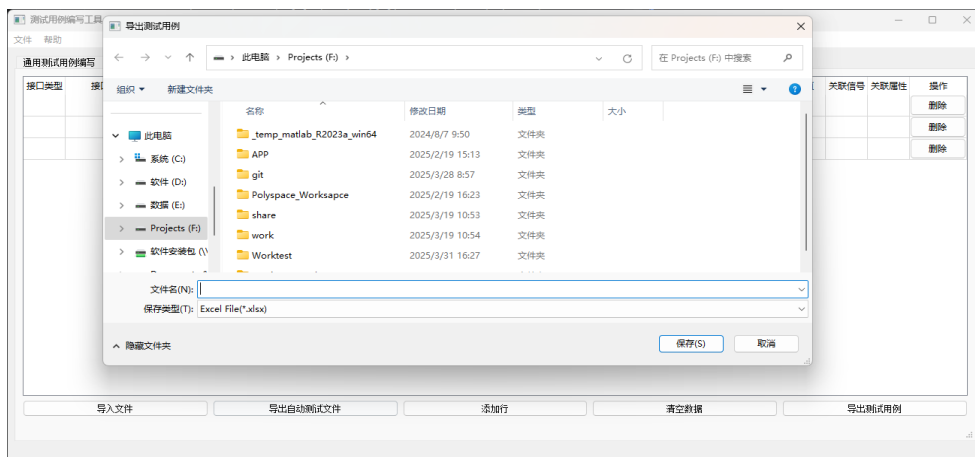 测试用例编写工具
导出测试用例
文件 帮助
通用测试用例编写
此电脑 > Projects (F:) >
在 Projects (F:) 中搜索
接口类型
关联信号 关联属性 操作
组织 新建文件夹
删除
删除
删除
名称 修改日期 类型 大小
此电脑
系统 (C:)
软件 (D:)
数据 (E:)
Projects (F:)
软件安装包 (\\
_temp_matlab_R2023a_win64 2024/8/7 9:50 文件夹
APP 2025/2/19 15:13 文件夹
git 2025/3/28 8:57 文件夹
Polyspace_Worksapce 2025/2/19 16:23 文件夹
share 2025/3/19 10:53 文件夹
work 2025/3/19 10:54 文件夹
Worktest 2025/3/31 16:27 文件夹
文件名(N):
保存类型(T): Excel File(*.xlsx)
隐藏文件夹
保存(S) 取消
导入文件 导出自动测试文件 添加行 清空数据 导出测试用例